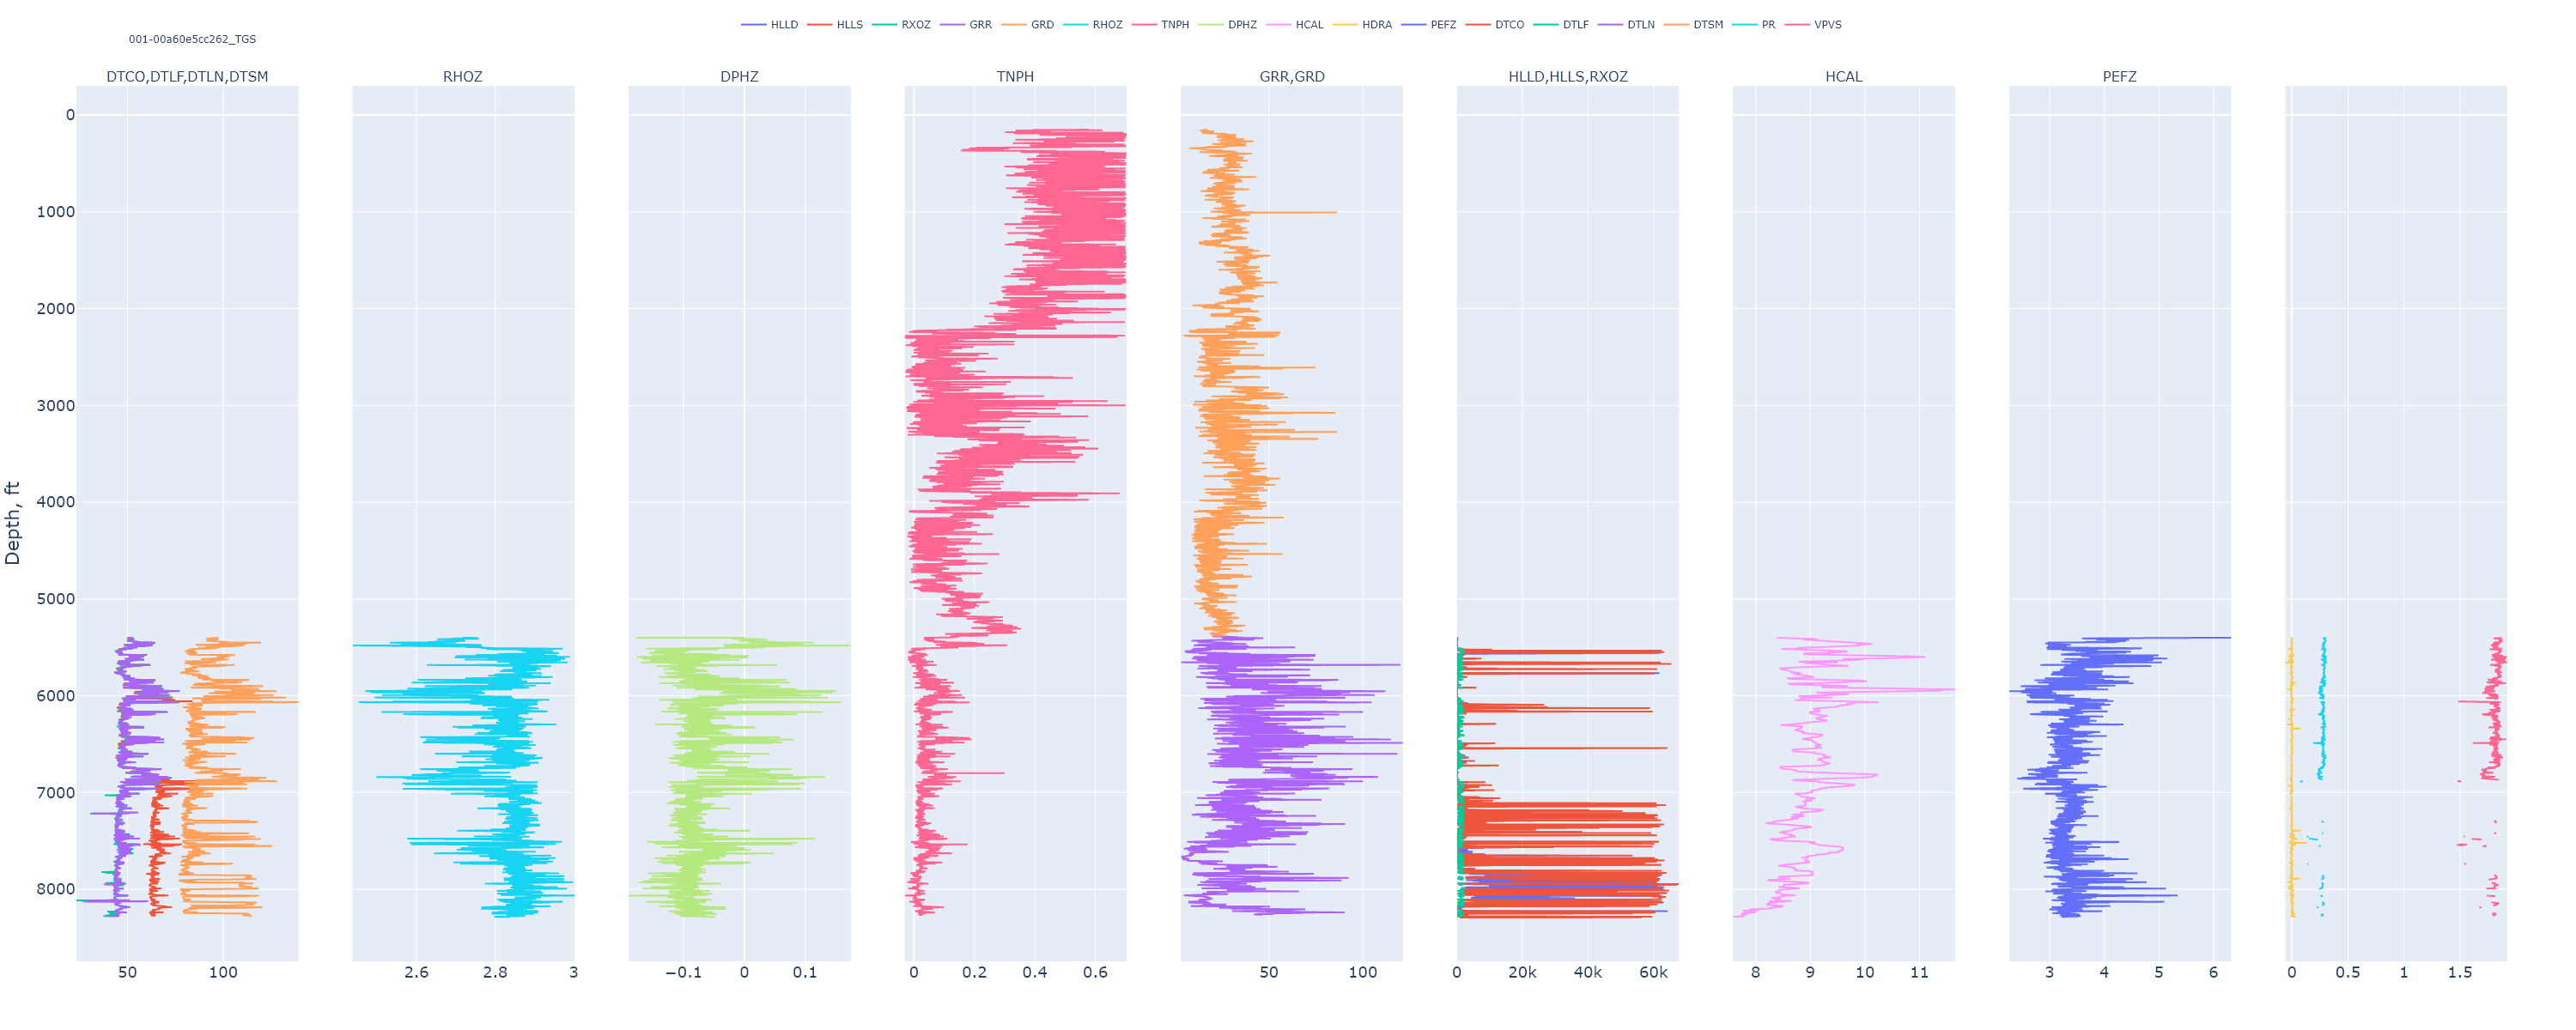 HLLD HLLS RXOZ GRR GRD RHOZ TNPH DPHZ HCAL HDRA PEFZ DTCO DTLF DTLN DTSM PR VPVS
001-00a60e5cc262_TGS
DTCO,DTLF,DTLN,DTSM RHOZ DPHZ TNPH GRR,GRD HLLD,HLLS,RXOZ HCAL PEFZ
0
1000
2000
3000
4000
5000
6000
7000
8000
Depth, ft
50 100 2.6 2.8 3 −0.1 0 0.1 0 0.2 0.4 0.6 50 100 0 20k 40k 60k 8 9 10 11 3 4 5 6 0 0.5 1 1.5